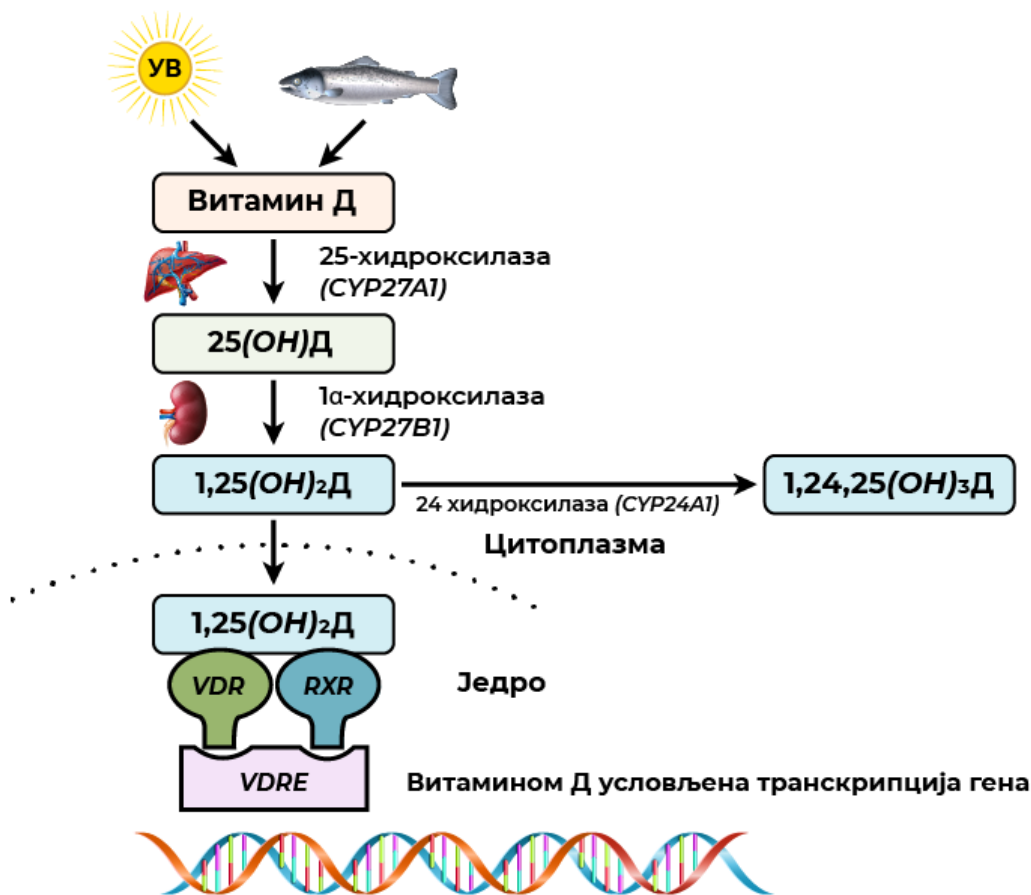 УВ
Витамин Д
25-хидроксилаза
(CYP27A1)
25(OH)Д
1α-хидроксилаза
(CYP27B1)
1,25(OH)₂Д
24 хидроксилаза (CYP24A1)
1,24,25(OH)₃Д
Цитоплазма
1,25(OH)₂Д
VDR
RXR
Једро
VDRE
Витамином Д условљена транскрипција гена